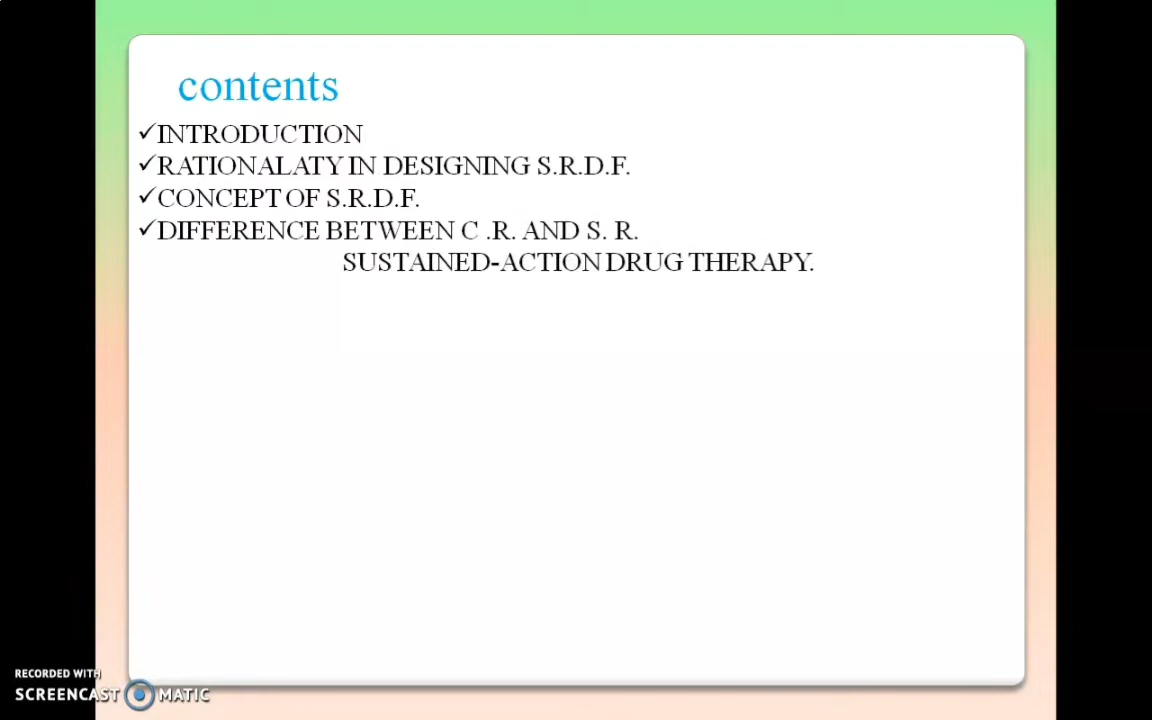 contents
✓INTRODUCTION
✓RATIONALATY IN DESIGNING S.R.D.F.
✓CONCEPT OF S.R.D.F.
✓DIFFERENCE BETWEEN C .R. AND S. R.
SUSTAINED-ACTION DRUG THERAPY.
RECORDED WITH
SCREENCAST MATIC